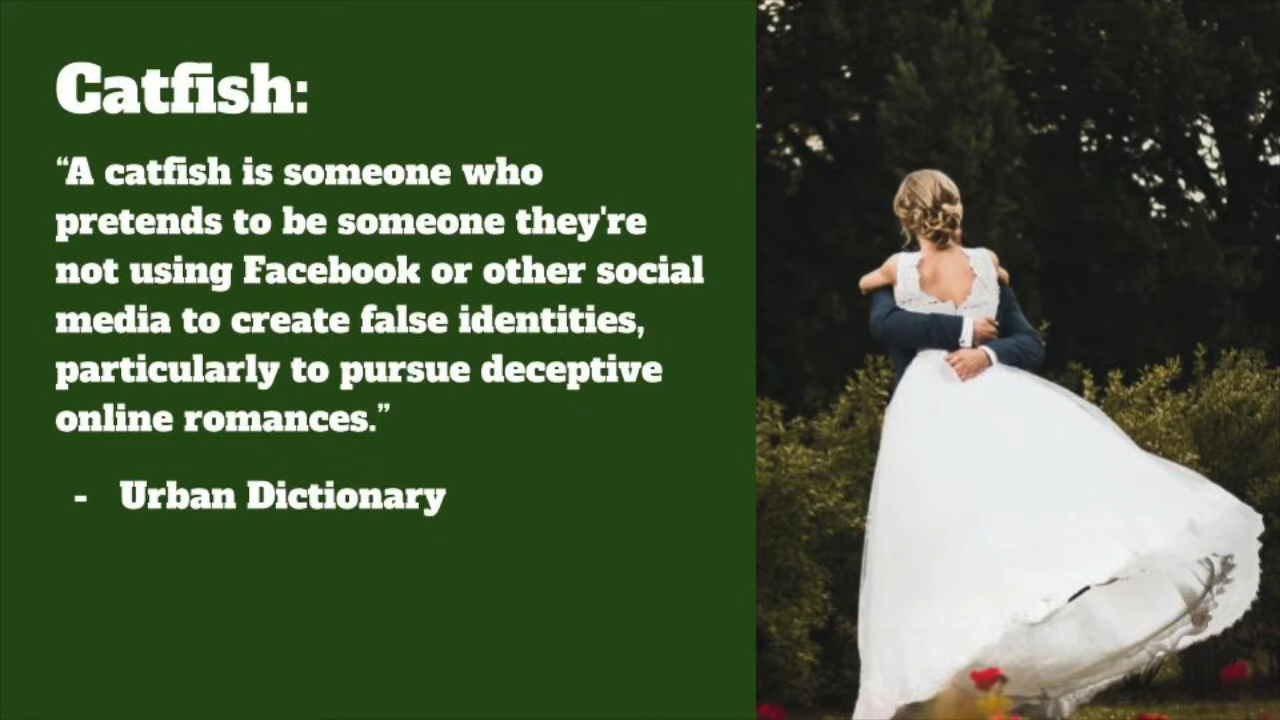 Catfish:
“A catfish is someone who
pretends to be someone they're
not using Facebook or other social
media to create false identities,
particularly to pursue deceptive
online romances.”
- Urban Dictionary